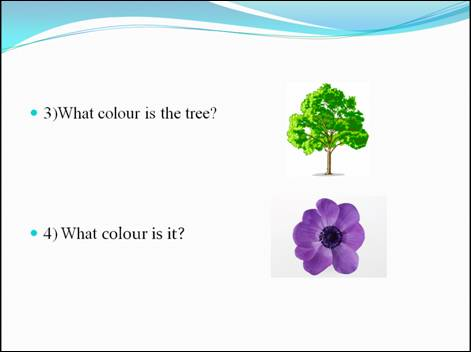 3)What colour is the tree?
4) What colour is it?